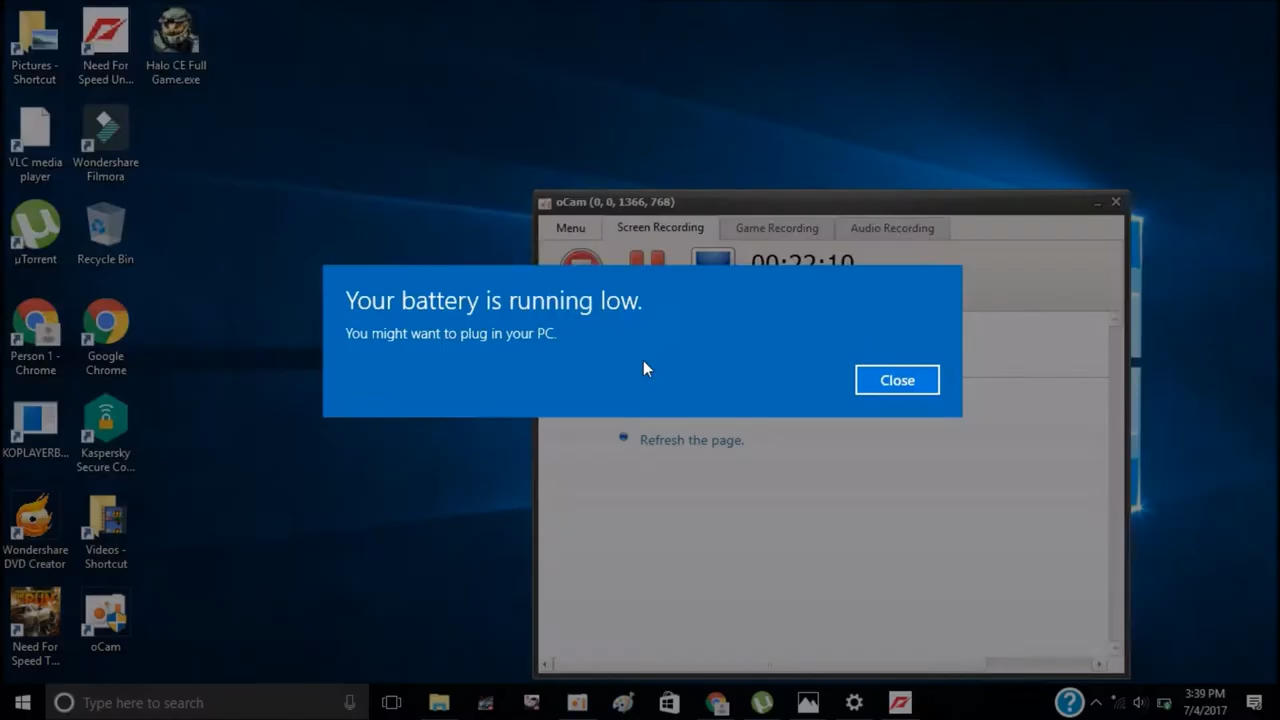 Pictures -
Shortcut
Need For
Speed Un...
Halo CE Full
Game.exe
VLC media
player
Wondershare
Filmora
µTorrent
Recycle Bin
Person 1 -
Chrome
Google
Chrome
KOPLAYERB...
Kaspersky
Secure Co...
Wondershare
DVD Creator
Videos -
Shortcut
Need For
Speed T...
oCam
oCam (0, 0, 1366, 768)
Menu
Screen Recording
Game Recording
Audio Recording
00:22:10
Your battery is running low.
You might want to plug in your PC.
Close
Refresh the page.
Type here to search
3:39 PM
7/4/2017